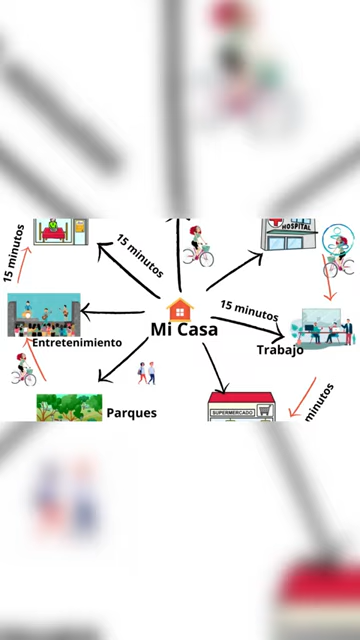 HOSPITAL
15 minutos
15 minutos
15 minutos
Mi Casa
Entretenimiento
Trabajo
minutos
SUPERMERCADO
Parques